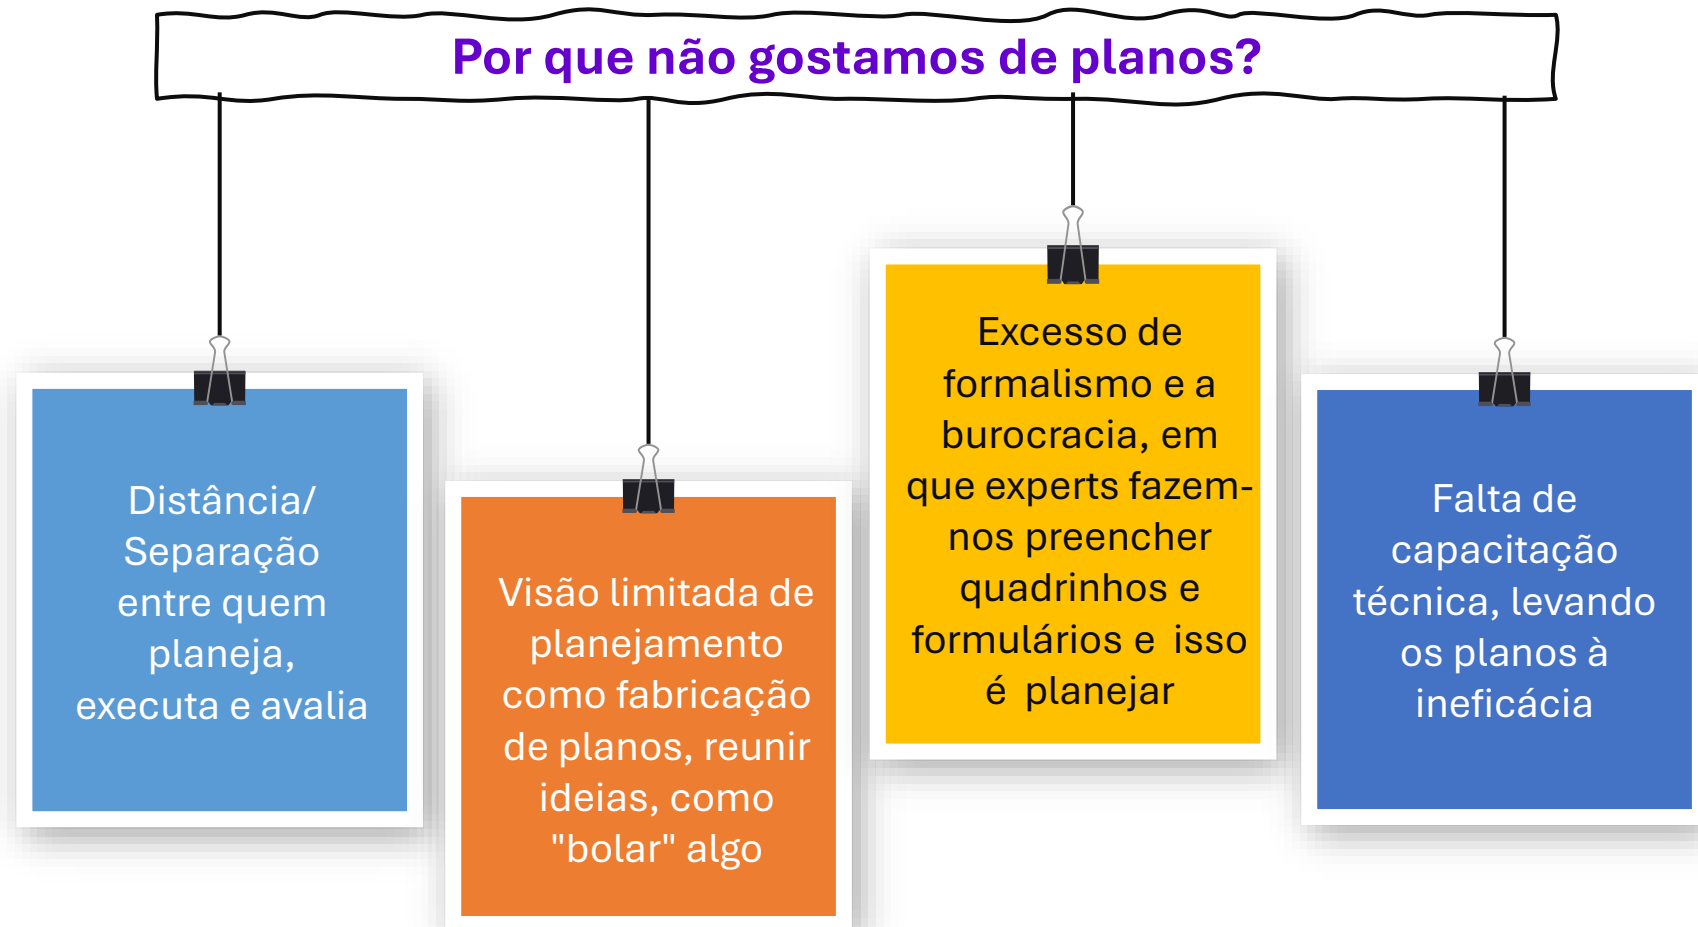 Por que não gostamos de planos?
Distância/
Separação
entre quem
planeja,
executa e avalia
Visão limitada de
planejamento
como fabricação
de planos, reunir
ideias, como
"bolar" algo
Excesso de
formalismo e a
burocracia, em
que experts fazem-
nos preencher
quadrinhos e
formulários e  isso
é  planejar
Falta de
capacitação
técnica, levando
os planos à
ineficácia